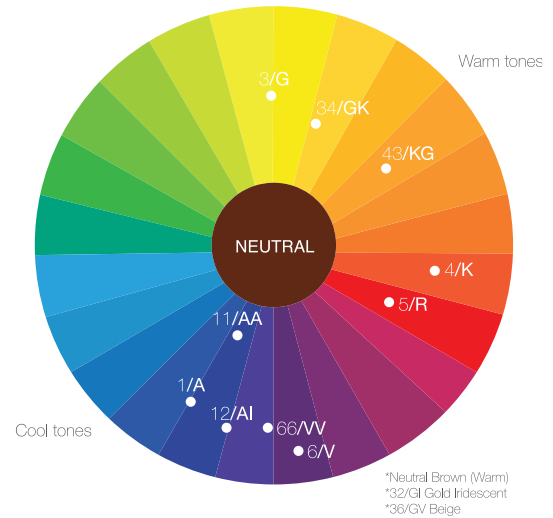 3/G
Warm tones
34/GK
43/KG
NEUTRAL
4/K
5/R
11/AA
1/A
12/AI
66/VV
Cool tones
6/V
*Neutral Brown (Warm)
*32/GI Gold Iridescent
*36/GV Beige